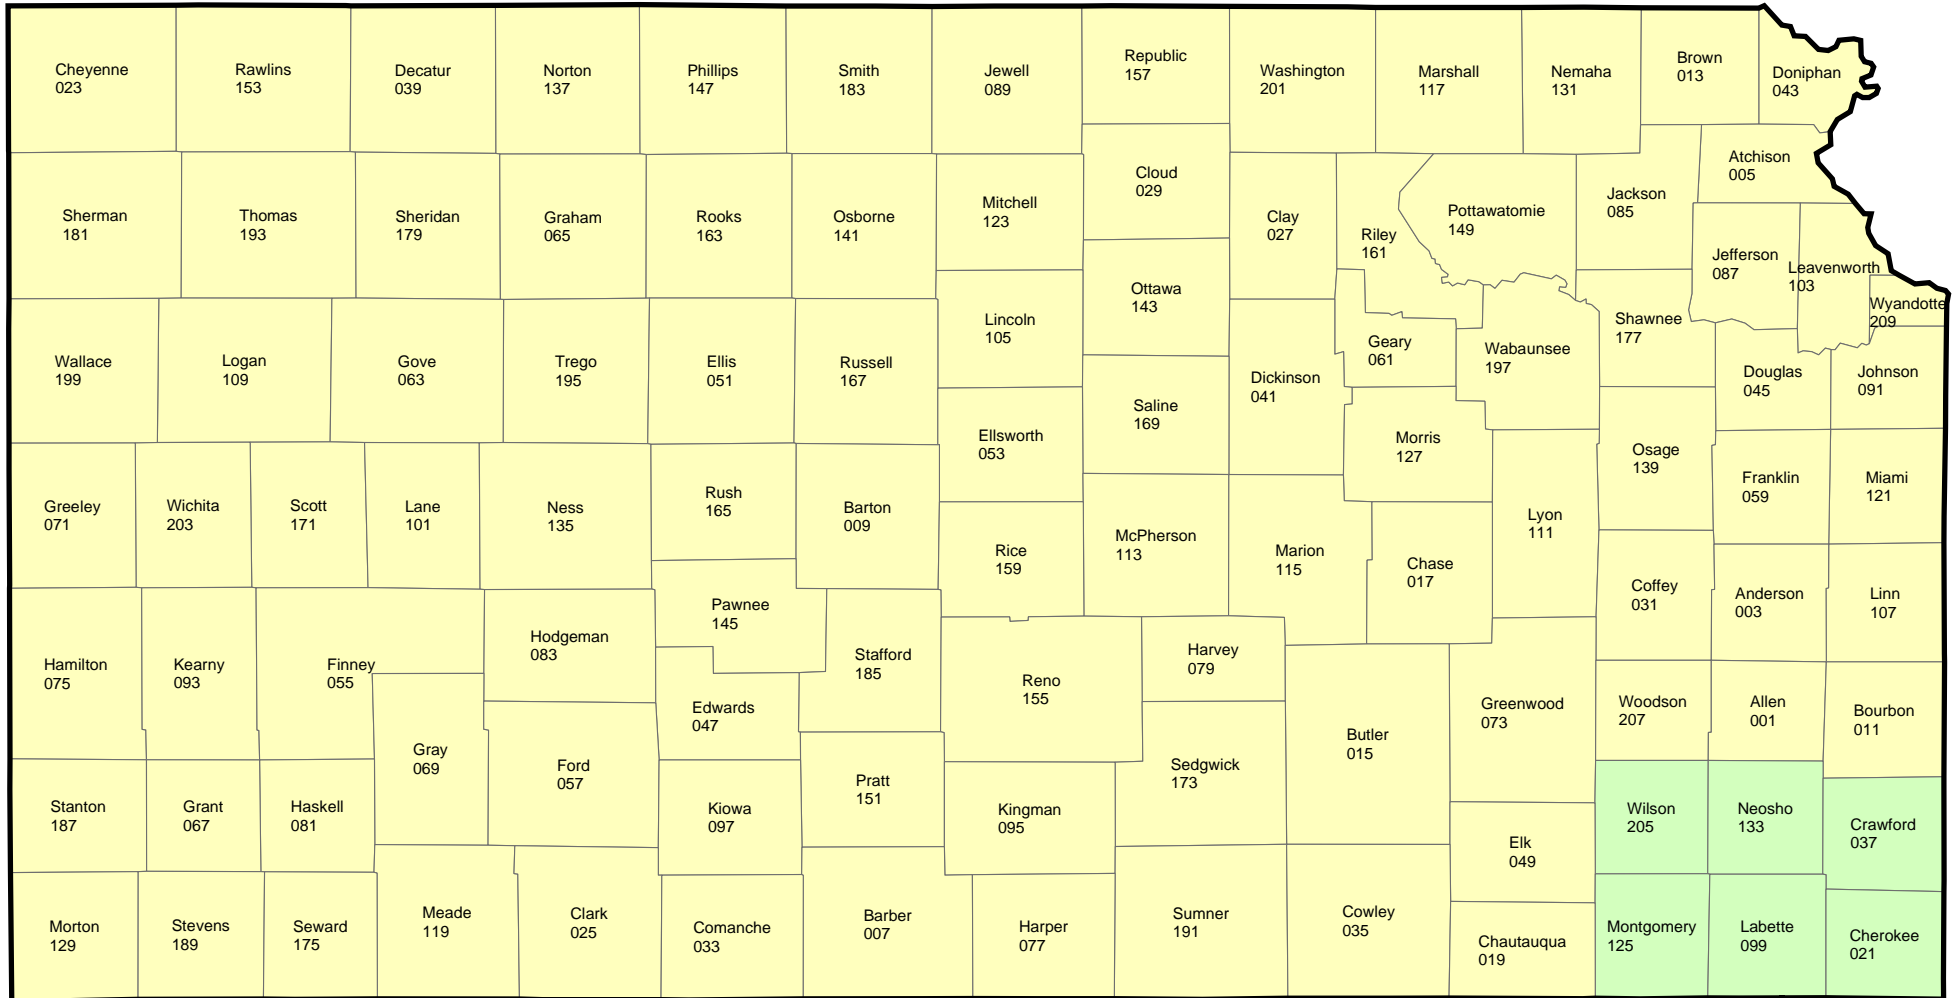 Cheyenne
023
Rawlins
153
Decatur
039
Norton
137
Phillips
147
Smith
183
Jewell
089
Republic
157
Washington
201
Marshall
117
Nemaha
131
Brown
013
Doniphan
043
Sherman
181
Thomas
193
Sheridan
179
Graham
065
Rooks
163
Osborne
141
Mitchell
123
Cloud
029
Clay
027
Riley
161
Pottawatomie
149
Jackson
085
Atchison
005
Jefferson
087
Leavenworth
103
Wyandotte
209
Wallace
199
Logan
109
Gove
063
Trego
195
Ellis
051
Russell
167
Lincoln
105
Ottawa
143
Saline
169
Dickinson
041
Geary
061
Wabaunsee
197
Shawnee
177
Douglas
045
Johnson
091
Greeley
071
Wichita
203
Scott
171
Lane
101
Ness
135
Rush
165
Barton
009
Ellsworth
053
Rice
159
McPherson
113
Marion
115
Morris
127
Chase
017
Lyon
111
Osage
139
Franklin
059
Miami
121
Hamilton
075
Kearny
093
Finney
055
Hodgeman
083
Pawnee
145
Stafford
185
Edwards
047
Reno
155
Harvey
079
Coffey
031
Anderson
003
Linn
107
Gray
069
Ford
057
Pratt
151
Sedgwick
173
Butler
015
Greenwood
073
Woodson
207
Allen
001
Bourbon
011
Stanton
187
Grant
067
Haskell
081
Kiowa
097
Kingman
095
Elk
049
Wilson
205
Neosho
133
Crawford
037
Morton
129
Stevens
189
Seward
175
Meade
119
Clark
025
Comanche
033
Barber
007
Harper
077
Sumner
191
Cowley
035
Chautauqua
019
Montgomery
125
Labette
099
Cherokee
021